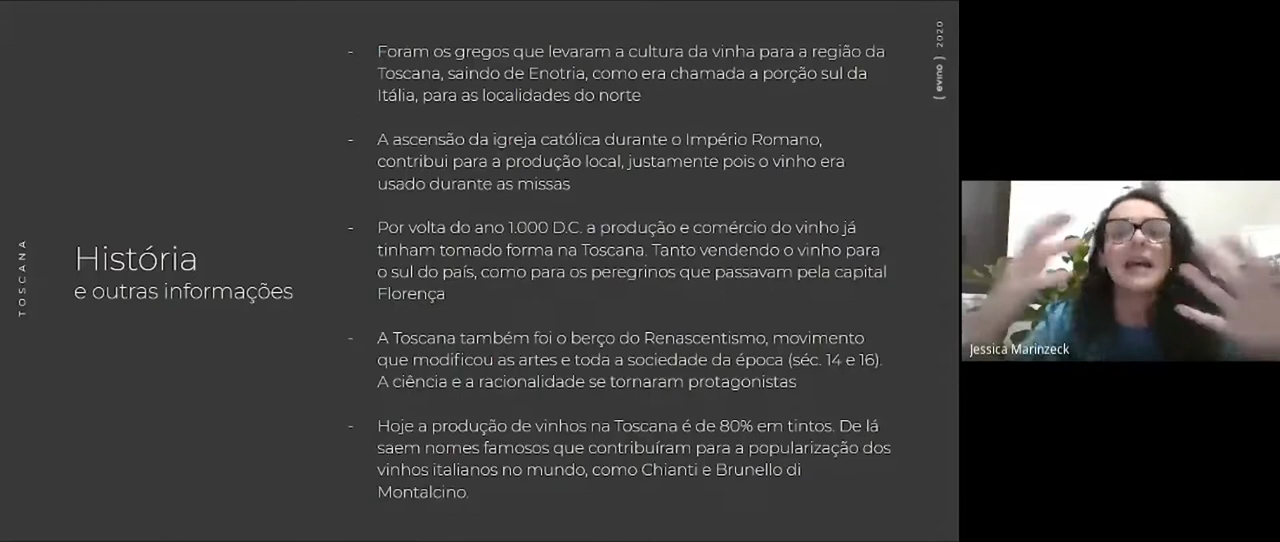 TOSCANA
História
e outras informações
- Foram os gregos que levaram a cultura da vinha para a região da
Toscana, saindo de Enotria, como era chamada a porção sul da
Itália, para as localidades do norte
- A ascensão da igreja católica durante o Império Romano,
contribui para a produção local, justamente pois o vinho era
usado durante as missas
- Por volta do ano 1.000 D.C. a produção e comércio do vinho já
tinham tomado forma na Toscana. Tanto vendendo o vinho para
o sul do país, como para os peregrinos que passavam pela capital
Florença
- A Toscana também foi o berço do Renascentismo, movimento
que modificou as artes e toda a sociedade da época (séc. 14 e 16).
A ciência e a racionalidade se tornaram protagonistas
- Hoje a produção de vinhos na Toscana é de 80% em tintos. De lá
saem nomes famosos que contribuíram para a popularização dos
vinhos italianos no mundo, como Chianti e Brunello di
Montalcino.
( evino ) 2020
Jessica Marinzeck